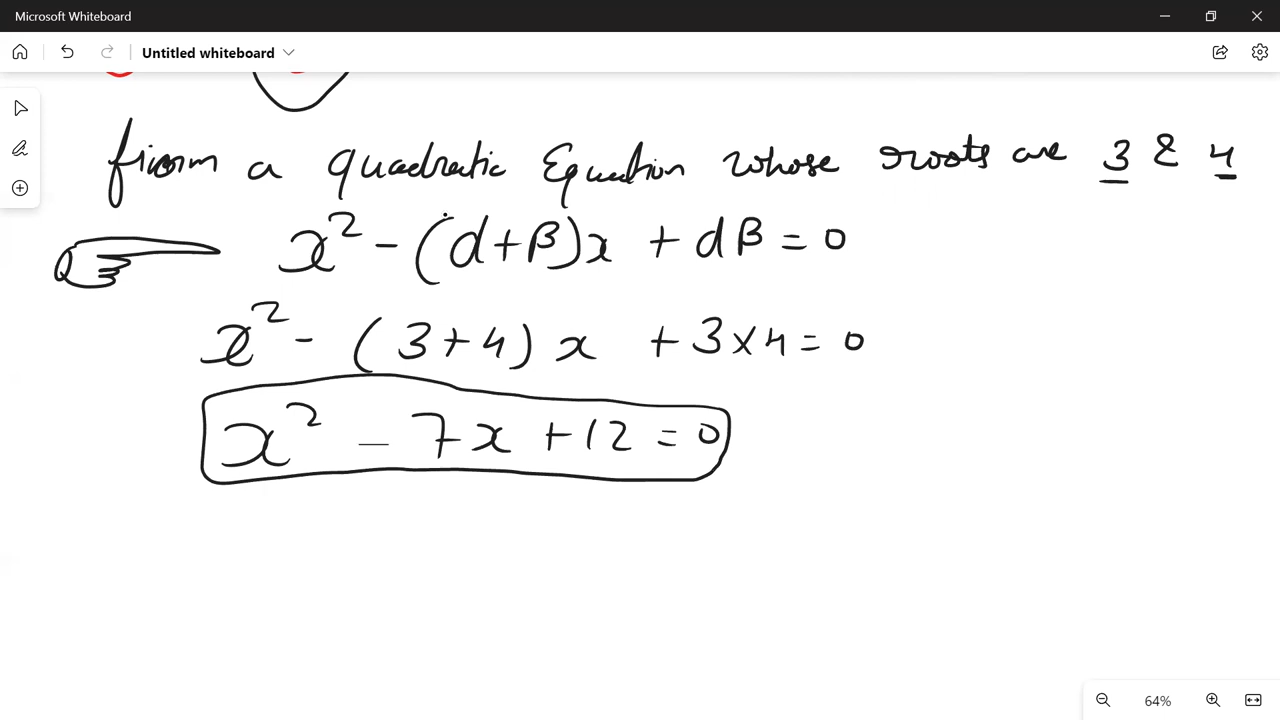 Microsoft Whiteboard
Untitled whiteboard
a quadratic Equation whose roots are 3 & 4
x² - (α+β)x + αβ = 0
x² - (3+4)x + 3×4 = 0
x² - 7x + 12 = 0
64%